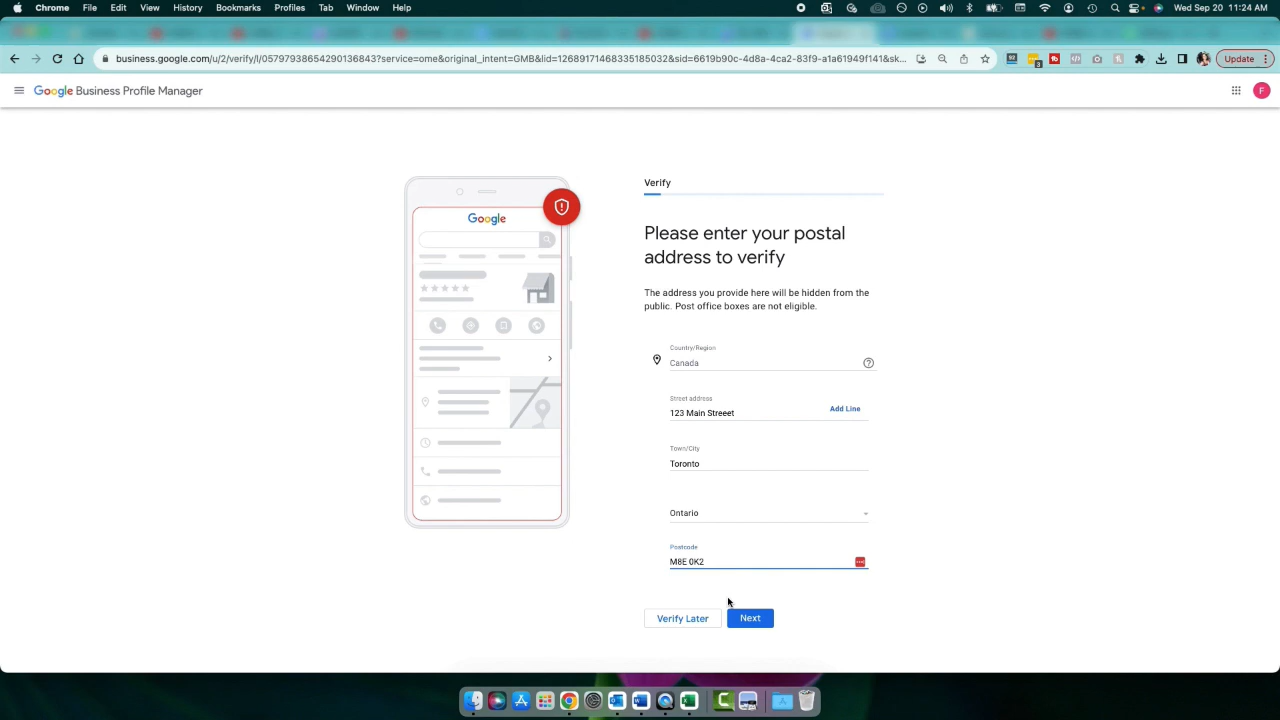 Chrome File Edit View History Bookmarks Profiles Tab Window Help Wed Sep 20 11:24 AM
business.google.com/u/2/verify/l/05797938654290136843?service=ome&original_intent=GMB&lid=12689171468335185032&sid=6619b90c-4d8a-4ca2-83f9-a1a61949f141&sk... Update
Google Business Profile Manager F
Verify
Google
Please enter your postal
address to verify
The address you provide here will be hidden from the
public. Post office boxes are not eligible.
Country/Region
Canada
Street address
123 Main Streeet Add Line
Town/City
Toronto
Ontario
Postcode
M8E 0K2
Verify Later Next